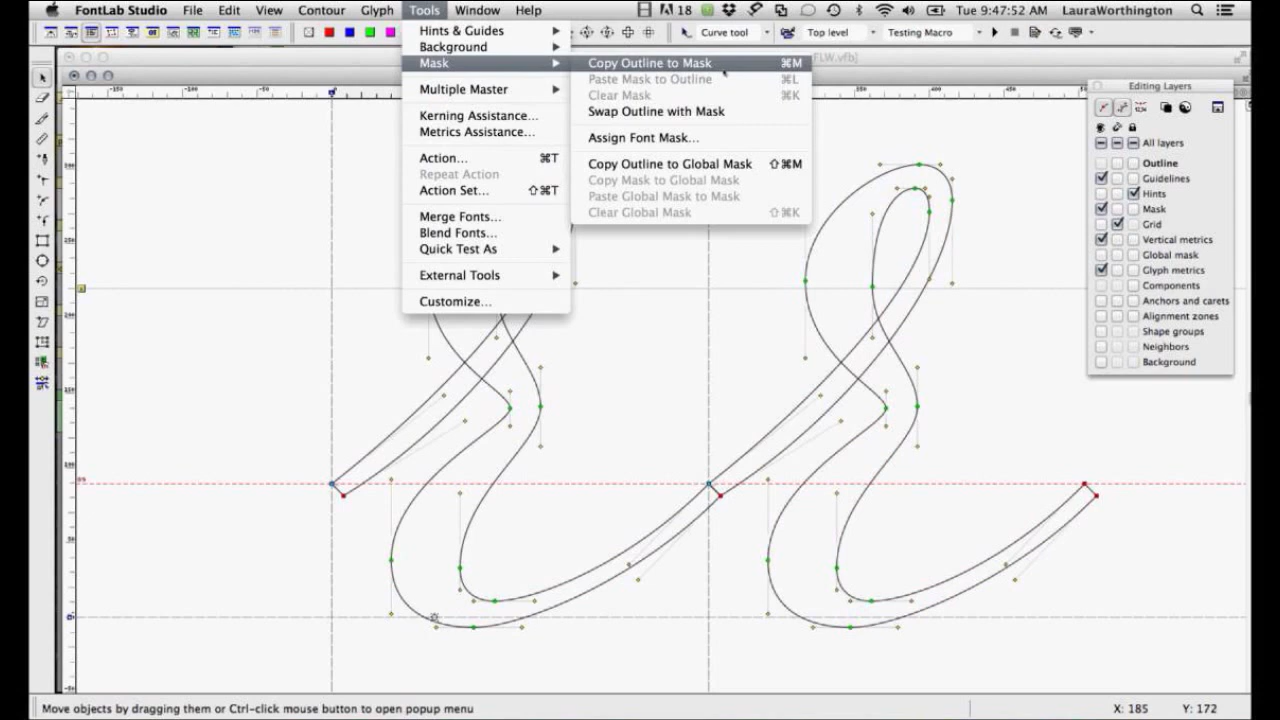 FontLab Studio File Edit View Contour Glyph Tools Window Help 18 Tue 9:47:52 AM LauraWorthington
Curve tool Top level Testing Macro
FLW.vfb]
Hints & Guides
Background
Mask
Multiple Master
Kerning Assistance...
Metrics Assistance...
Action... ⌘T
Repeat Action
Action Set... ⇧⌘T
Merge Fonts...
Blend Fonts...
Quick Test As
External Tools
Customize...
Copy Outline to Mask ⌘M
Paste Mask to Outline ⌘L
Clear Mask ⌘K
Swap Outline with Mask
Assign Font Mask...
Copy Outline to Global Mask ⇧⌘M
Copy Mask to Global Mask
Paste Global Mask to Mask
Clear Global Mask ⇧⌘K
Editing Layers
All layers
Outline
Guidelines
Hints
Mask
Grid
Vertical metrics
Global mask
Glyph metrics
Components
Anchors and carets
Alignment zones
Shape groups
Neighbors
Background
Move objects by dragging them or Ctrl-click mouse button to open popup menu X: 185 Y: 172